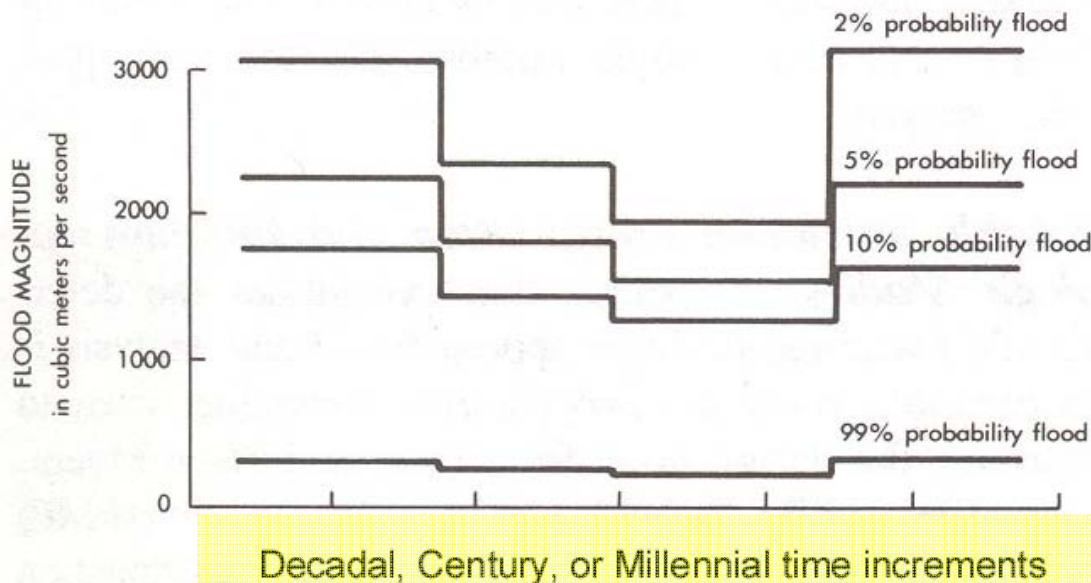 2% probability flood
3000
5% probability flood
2000
10% probability flood
1000
99% probability flood
0
FLOOD MAGNITUDE
in cubic meters per second
Decadal, Century, or Millennial time increments